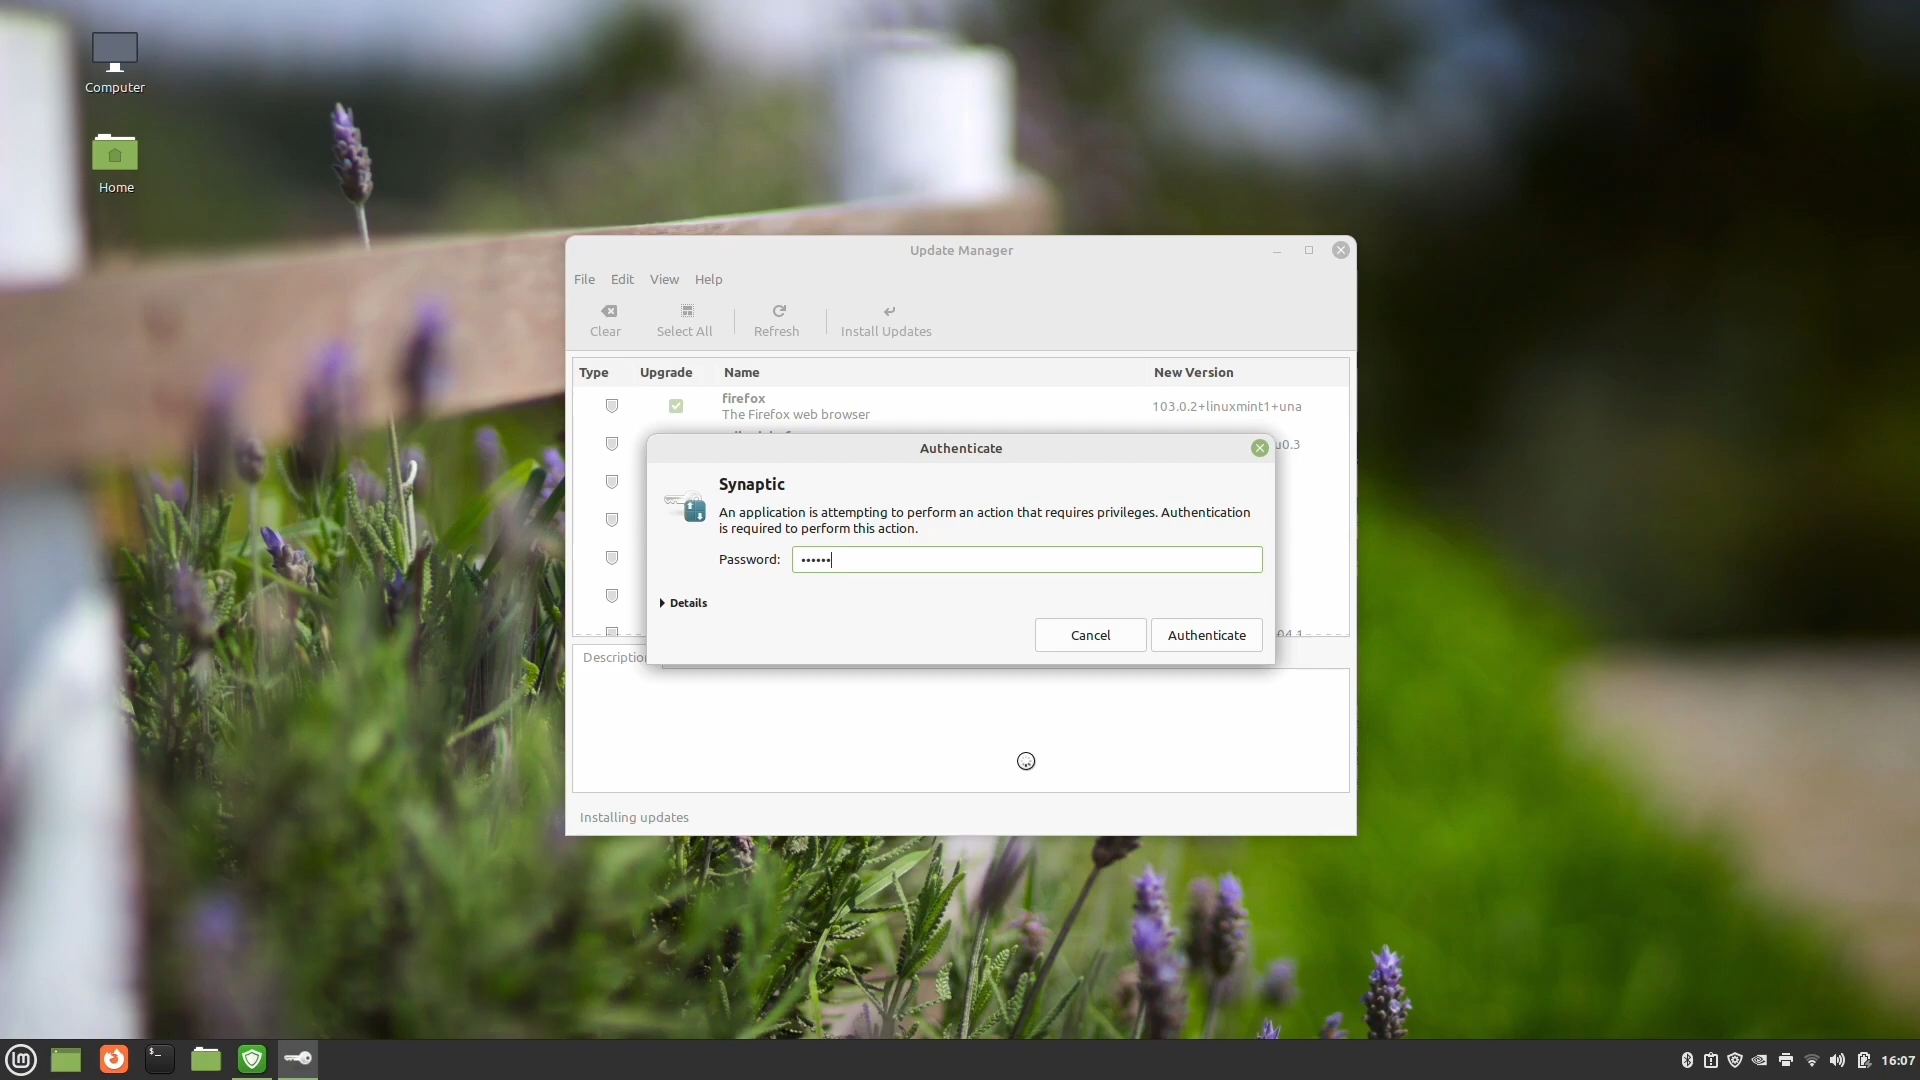 Computer
Home
Update Manager
File Edit View Help
Clear Select All Refresh Install Updates
Type Upgrade Name New Version
firefox
The Firefox web browser
103.0.2+linuxmint1+una
u0.3
Authenticate
Synaptic
An application is attempting to perform an action that requires privileges. Authentication
is required to perform this action.
Password: ••••••
Details
Cancel Authenticate
04.1
Description
Installing updates
16:07